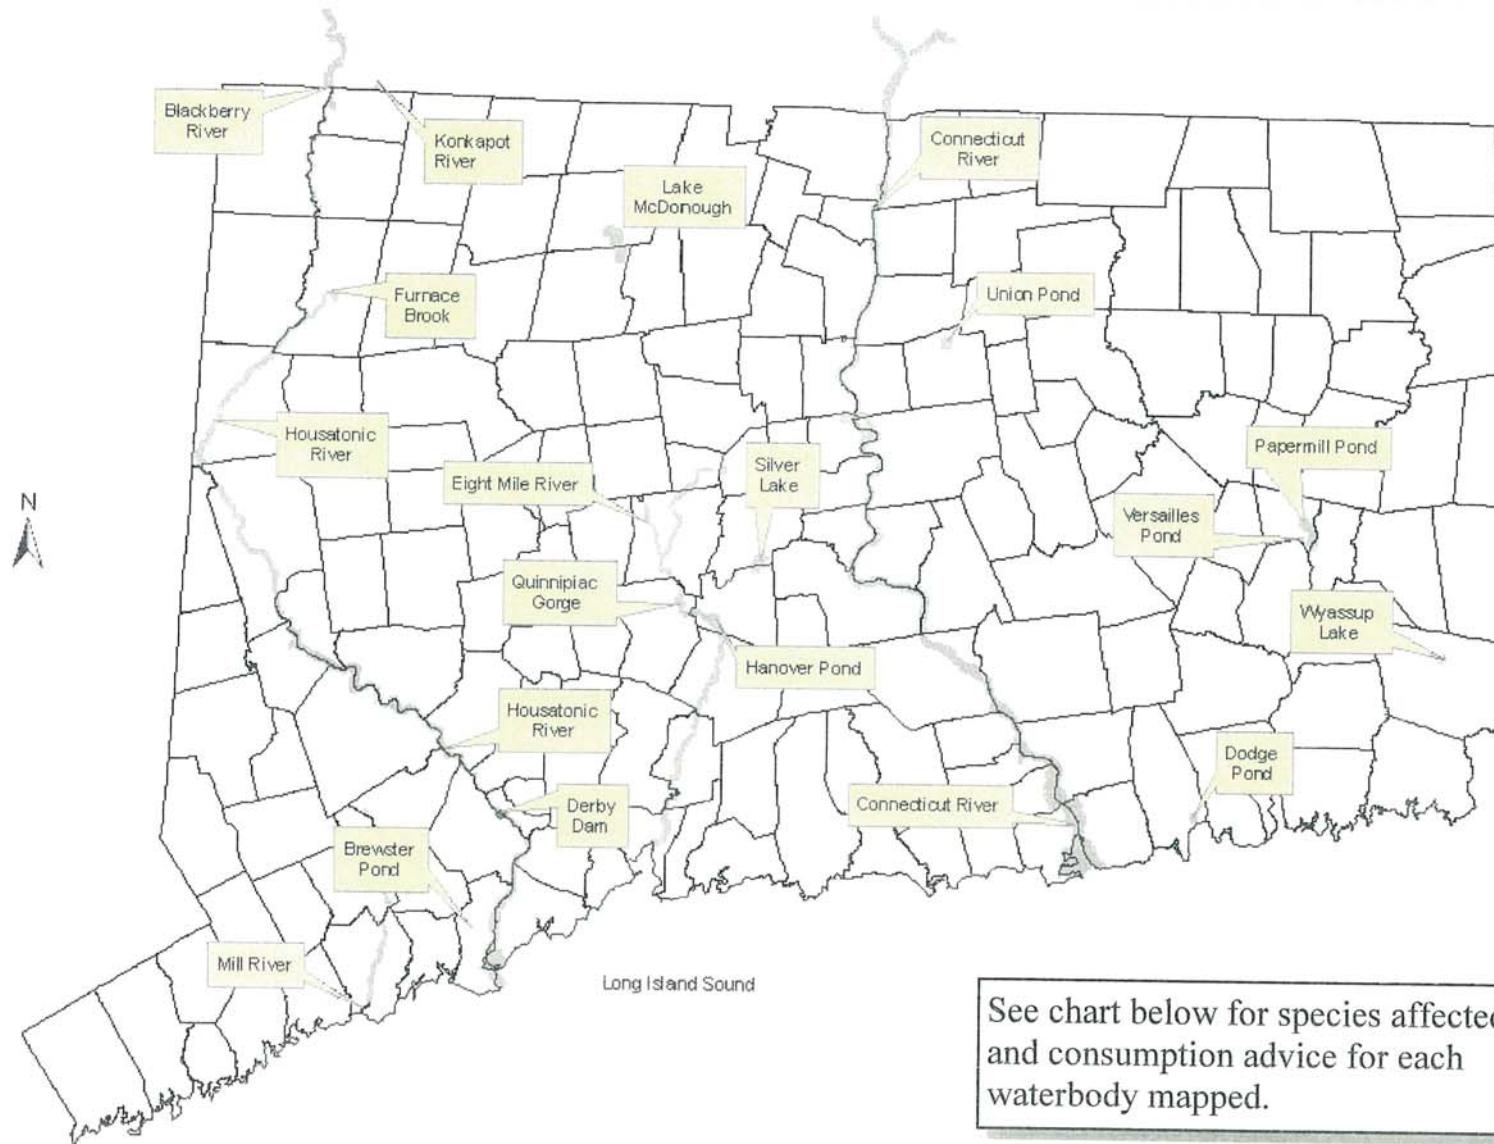 Blackberry
River
Konkapot
River
Connecticut
River
Lake
McDonough
Furnace
Brook
Union Pond
Housatonic
River
Eight Mile River
Silver
Lake
Papermill Pond
Versailles
Pond
N
Quinnipiac
Gorge
Wyassup
Lake
Hanover Pond
Housatonic
River
Dodge
Pond
Derby
Dam
Connecticut River
Brewster
Pond
Mill River
Long Island Sound
See chart below for species affected
and consumption advice for each
waterbody mapped.